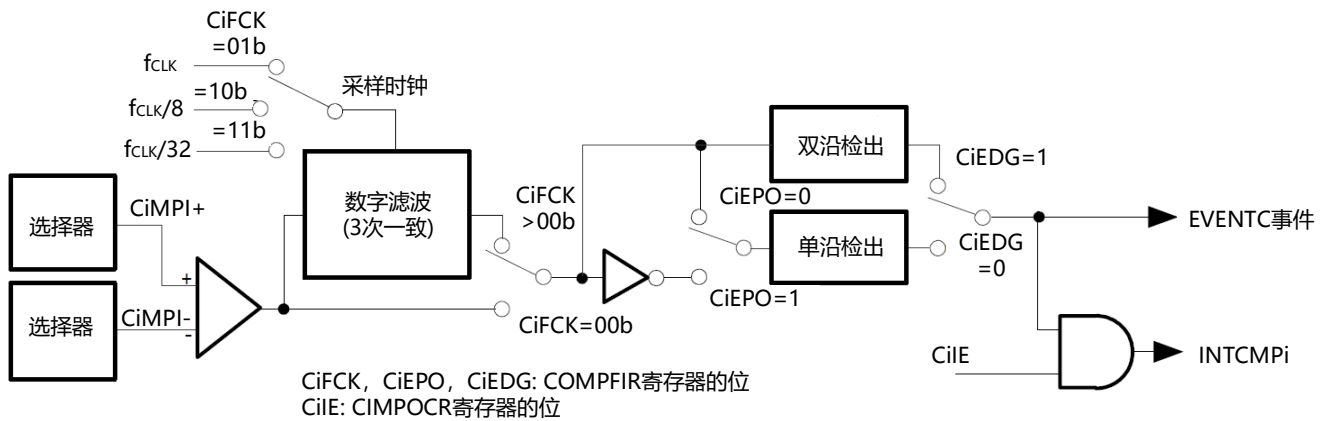 CiFCK
=01b
fCLK
=10b
fCLK/8
=11b
fCLK/32
采样时钟
选择器
CiMPI+
数字滤波
(3次一致)
CiFCK
>00b
双沿检出
CiEDG=1
CiEPO=0
单沿检出
CiEDG
=0
EVENTC事件
CiEPO=1
选择器
CiMPI-
+
-
CiFCK=00b
CiIE
INTCMPi
CiFCK，CiEPO，CiEDG: COMPFIR寄存器的位
CiIE: CIMPOCR寄存器的位